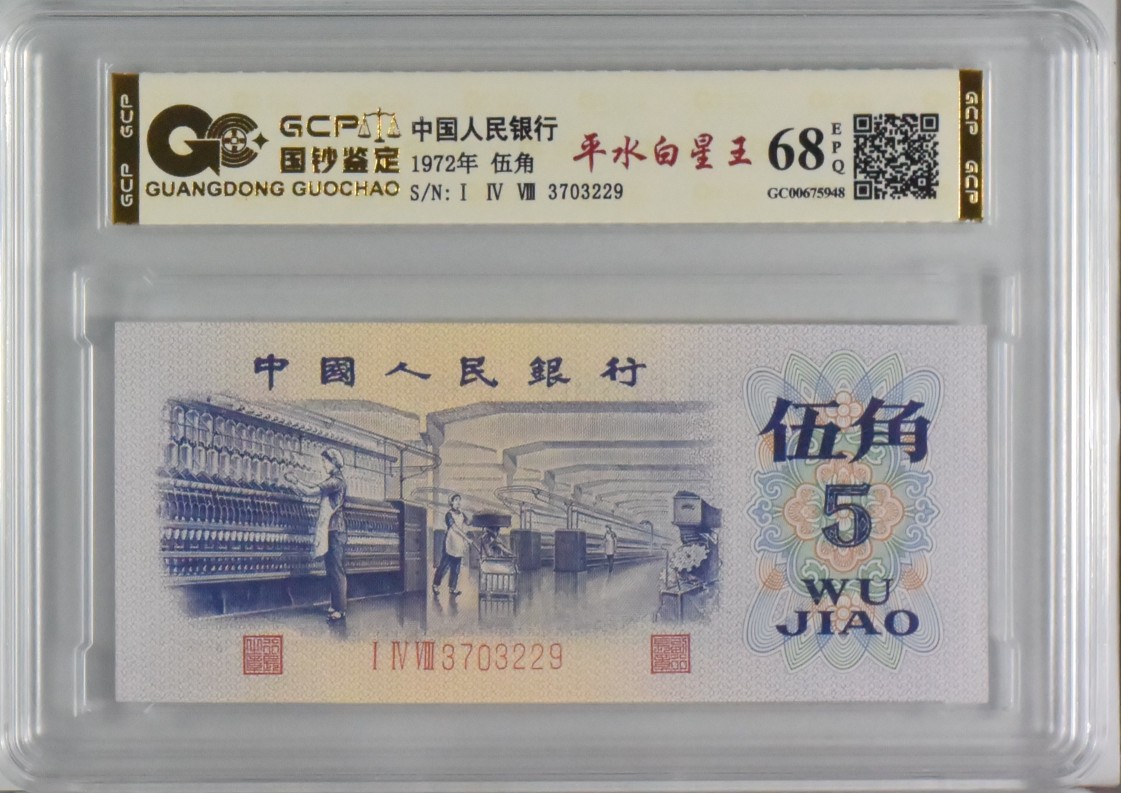 GCP
GCP
GCP
国钞鉴定
GUANGDONG GUOCHAO
中国人民银行
1972年 伍角
S/N: I IV VIII 3703229
平水白星王
68
EPQ
GC00675948
GCP
GCP
中國人民銀行
伍角
5
WU
JIAO
I IV VIII 3703229